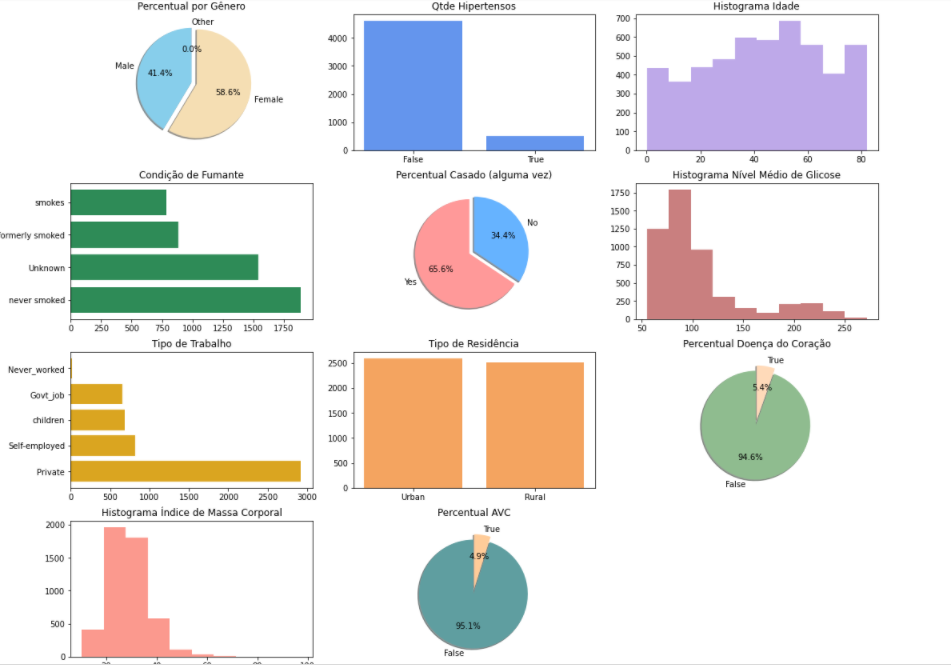 Percentual por Gênero
Other
0.0%
Male
41.4%
58.6%
Female
Qtde Hipertensos
4000
3000
2000
1000
0
False
True
Histograma Idade
700
600
500
400
300
200
100
0
0
20
40
60
80
Condição de Fumante
smokes
formerly smoked
Unknown
never smoked
0
250
500
750
1000
1250
1500
1750
Percentual Casado (alguma vez)
No
34.4%
65.6%
Yes
Histograma Nível Médio de Glicose
1750
1500
1250
1000
750
500
250
0
50
100
150
200
250
Tipo de Trabalho
Never_worked
Govt_job
children
Self-employed
Private
0
500
1000
1500
2000
2500
3000
Tipo de Residência
2500
2000
1500
1000
500
0
Urban
Rural
Percentual Doença do Coração
True
5.4%
94.6%
False
Histograma Índice de Massa Corporal
2000
1500
1000
500
0
Percentual AVC
True
4.9%
95.1%
False